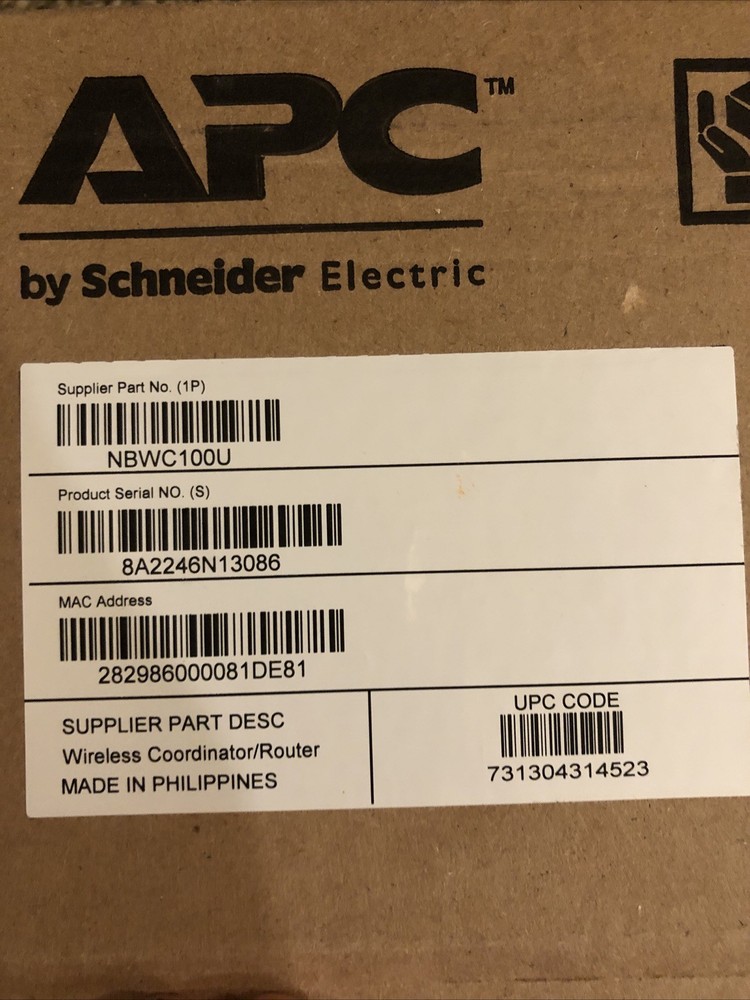 APC™
by Schneider Electric
Supplier Part No. (1P)
NBWC100U
Product Serial NO. (S)
8A2246N13086
MAC Address
282986000081DE81
SUPPLIER PART DESC
Wireless Coordinator/Router
MADE IN PHILIPPINES
UPC CODE
731304314523